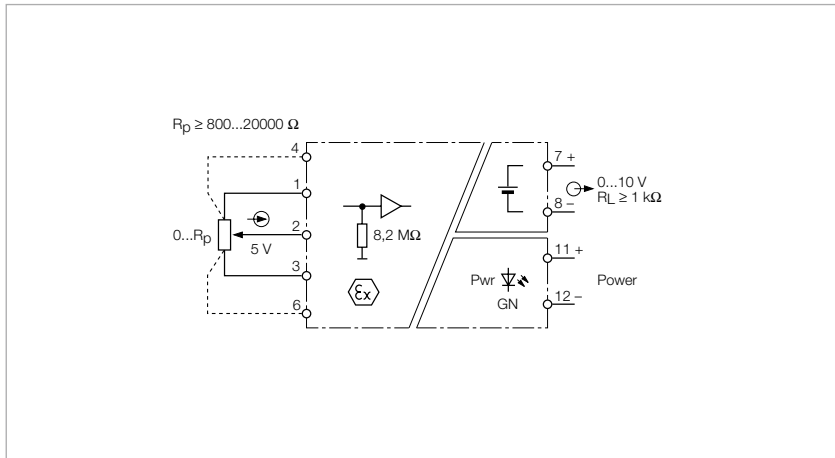 Rp ≥ 800...20000 Ω
4
1
2
3
6
0...Rp
5 V
8,2 MΩ
Ex
7 +
8 –
0...10 V
RL ≥ 1 kΩ
11 +
12 –
Pwr
GN
Power